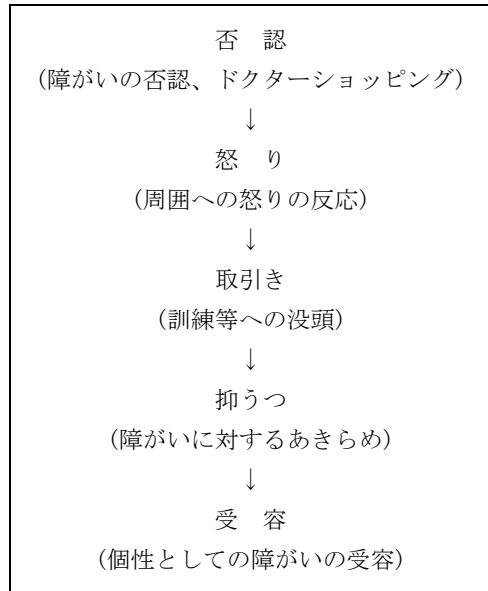 否　認
（障がいの否認、ドクターショッピング）
↓
怒　り
（周囲への怒りの反応）
↓
取引き
（訓練等への没頭）
↓
抑うつ
（障がいに対するあきらめ）
↓
受　容
（個性としての障がいの受容）